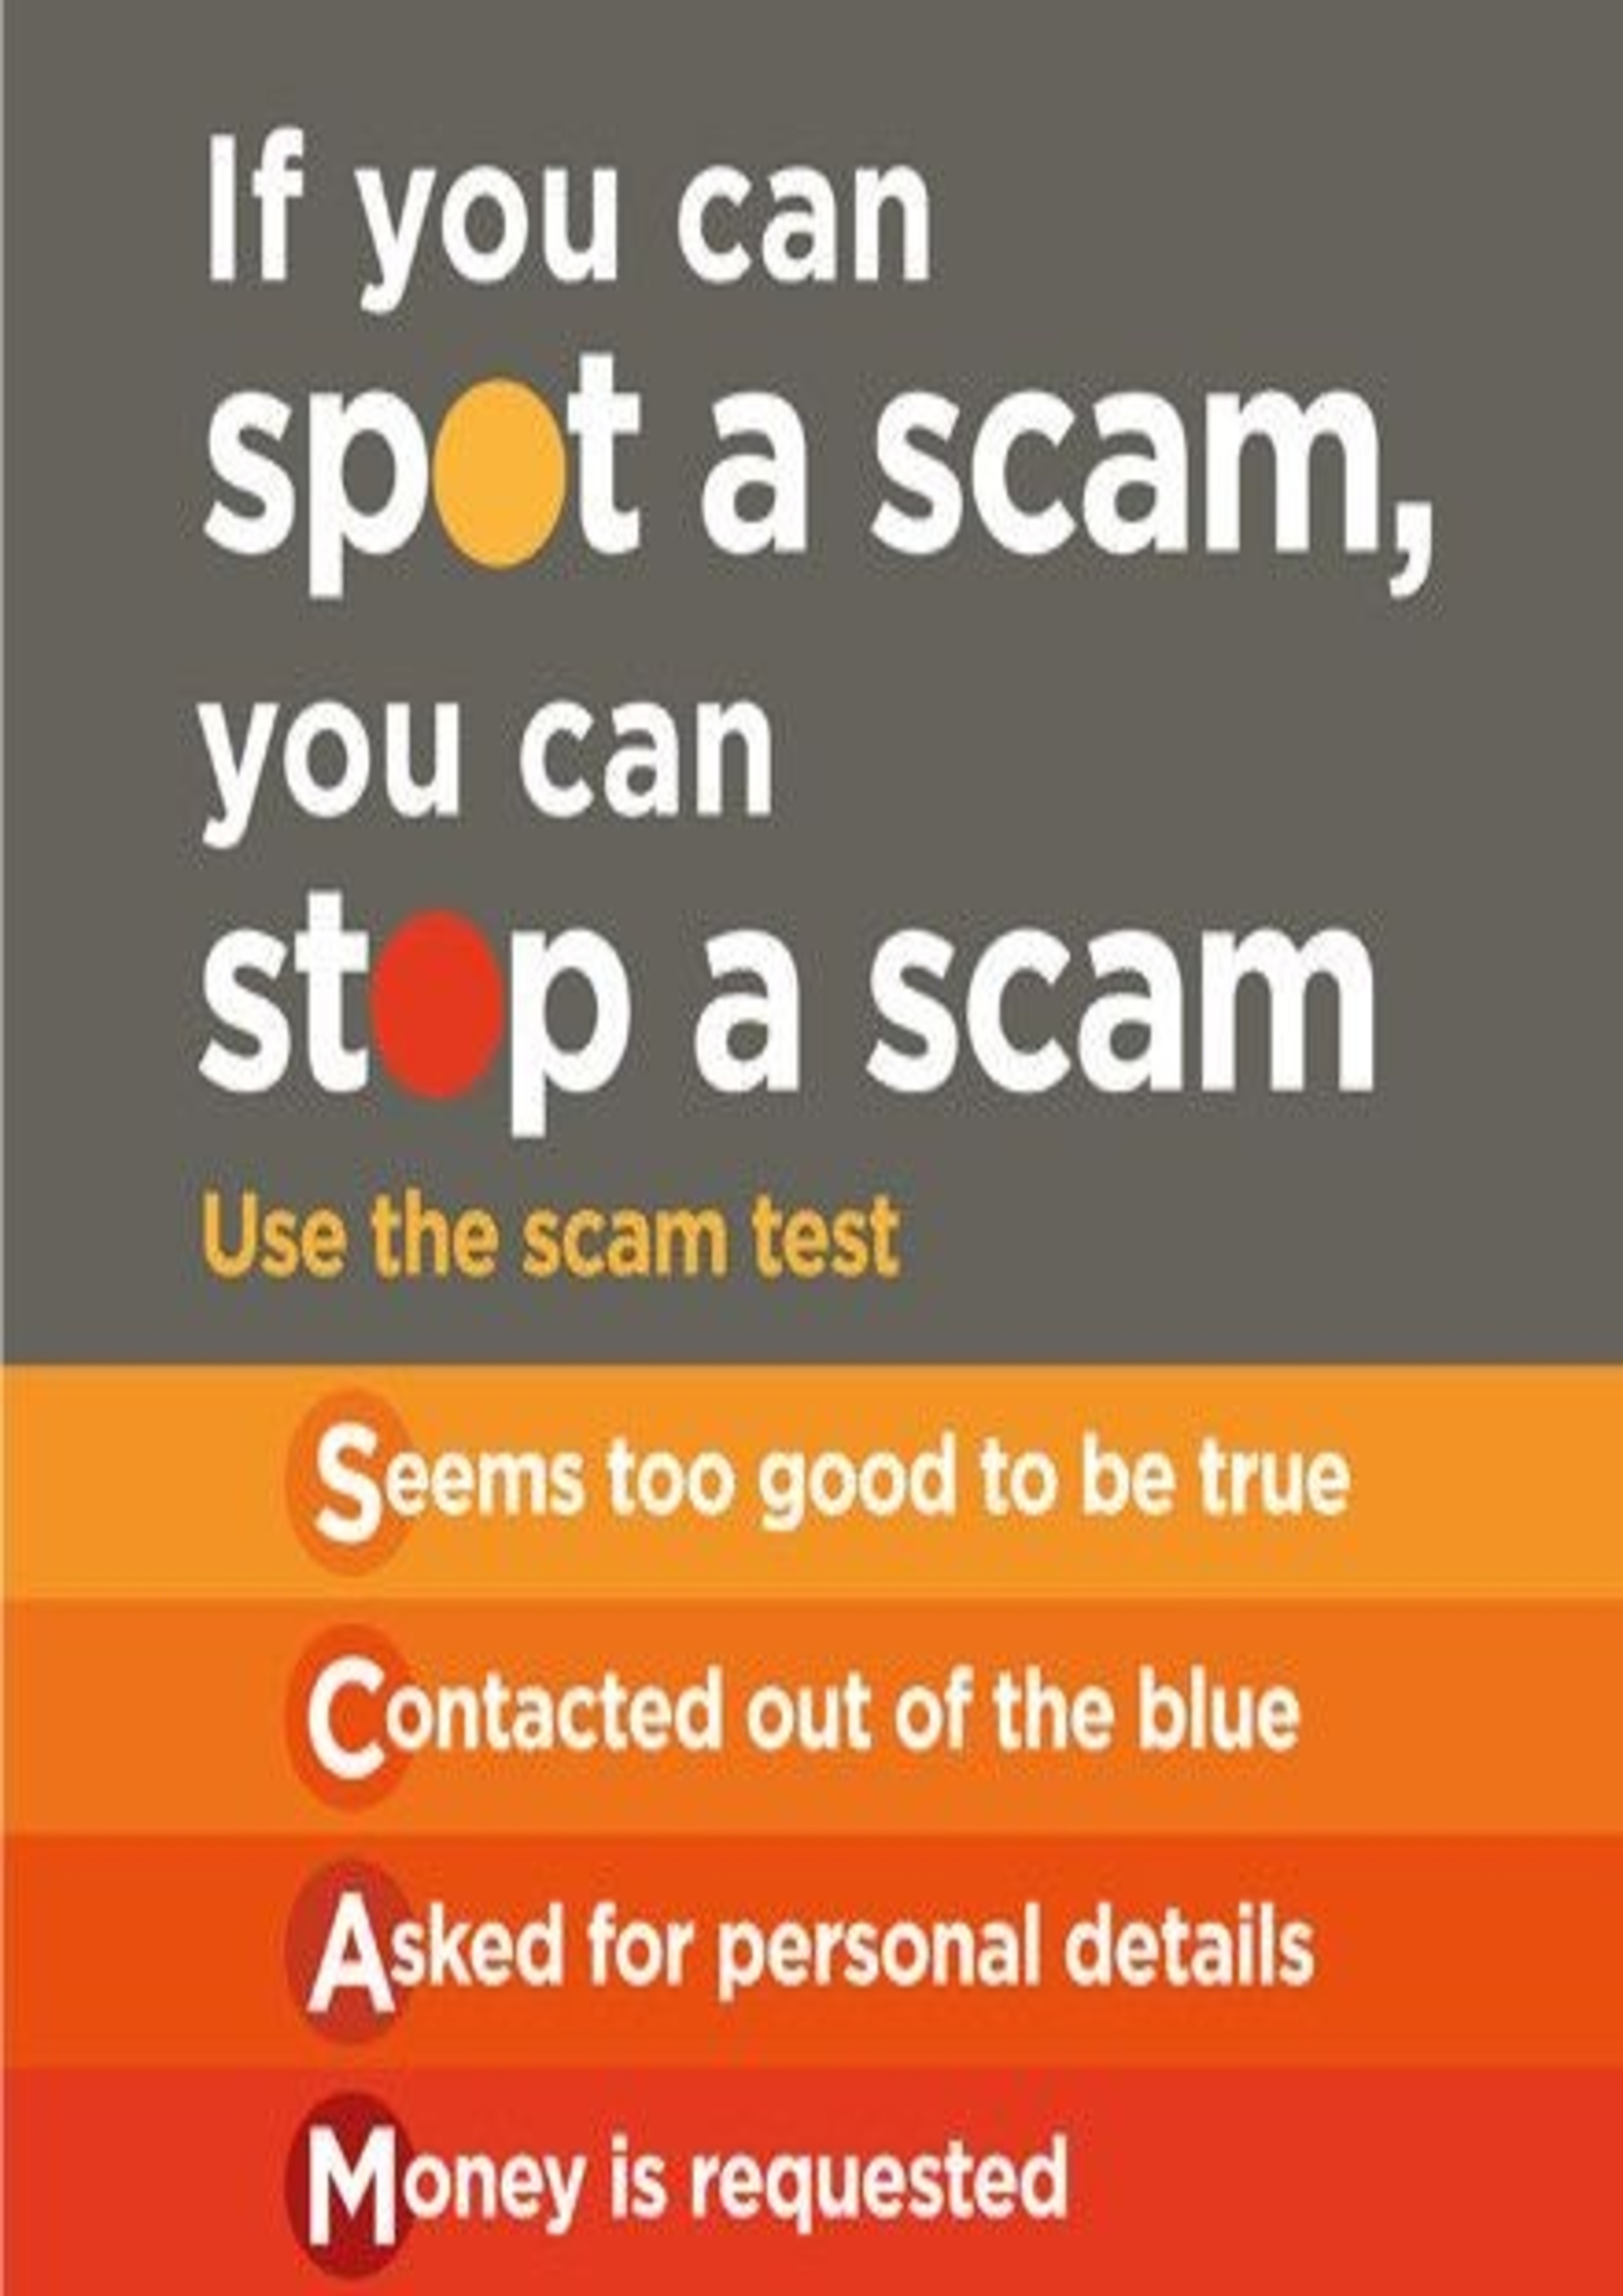 If you can
spot a scam,
you can
stop a scam
Use the scam test
Seems too good to be true
Contacted out of the blue
Asked for personal details
Money is requested